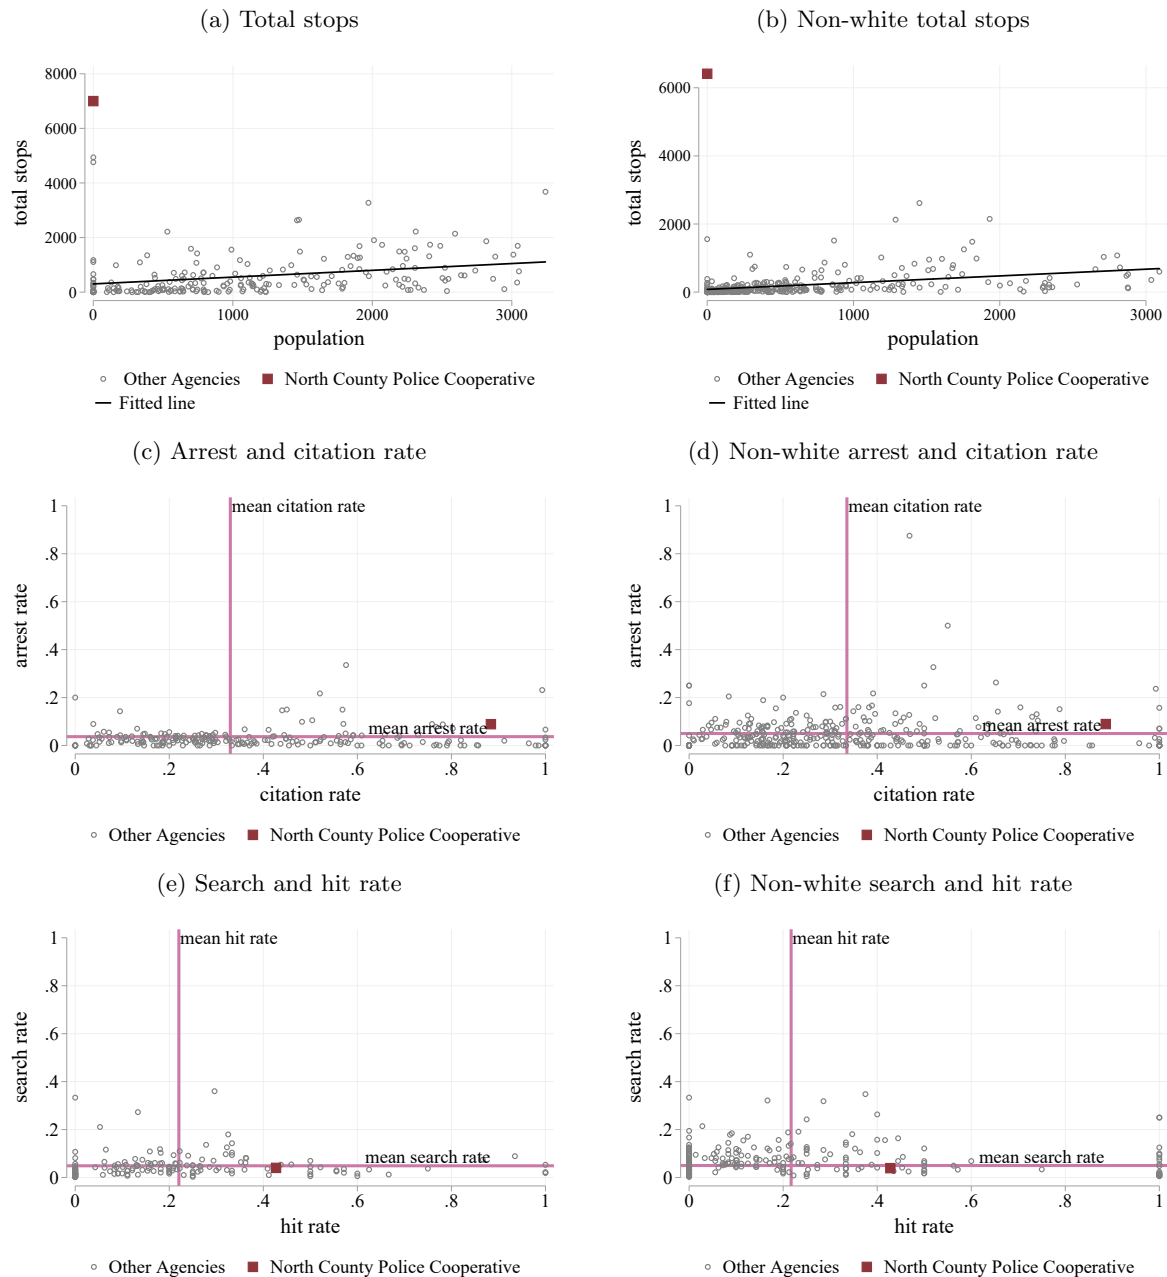 (a) Total stops
total stops
8000
6000
4000
2000
0
0 1000 2000 3000
population
Other Agencies North County Police Cooperative
Fitted line
(b) Non-white total stops
total stops
6000
4000
2000
0
0 1000 2000 3000
population
Other Agencies North County Police Cooperative
Fitted line
(c) Arrest and citation rate
arrest rate
1
.8
.6
.4
.2
0
mean citation rate
mean arrest rate
0 .2 .4 .6 .8 1
citation rate
Other Agencies North County Police Cooperative
(d) Non-white arrest and citation rate
arrest rate
1
.8
.6
.4
.2
0
mean citation rate
mean arrest rate
0 .2 .4 .6 .8 1
citation rate
Other Agencies North County Police Cooperative
(e) Search and hit rate
search rate
1
.8
.6
.4
.2
0
mean hit rate
mean search rate
0 .2 .4 .6 .8 1
hit rate
Other Agencies North County Police Cooperative
(f) Non-white search and hit rate
search rate
1
.8
.6
.4
.2
0
mean hit rate
mean search rate
0 .2 .4 .6 .8 1
hit rate
Other Agencies North County Police Cooperative